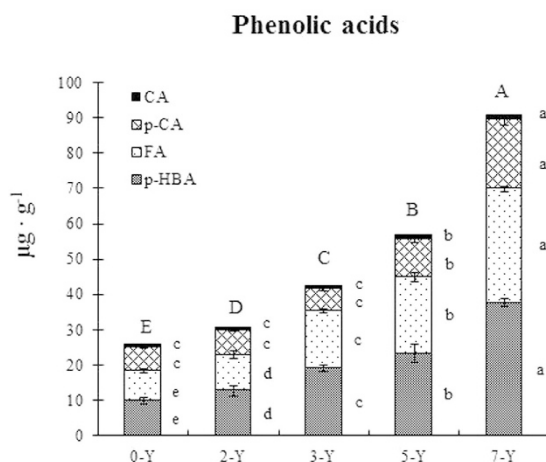 Phenolic acids
μg · g⁻¹
100
90
80
70
60
50
40
30
20
10
0
CA
p-CA
FA
p-HBA
E
c
c
e
e
D
c
c
d
d
C
c
c
c
c
B
b
b
b
b
A
a
a
a
a
0-Y 2-Y 3-Y 5-Y 7-Y